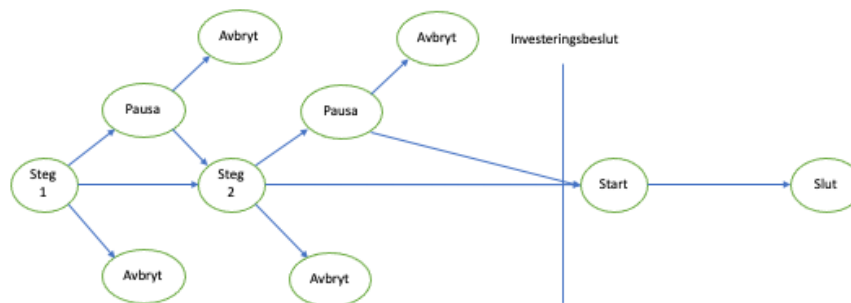 Avbryt
Avbryt
Investeringsbeslut
Pausa
Pausa
Steg
1
Steg
2
Start
Slut
Avbryt
Avbryt